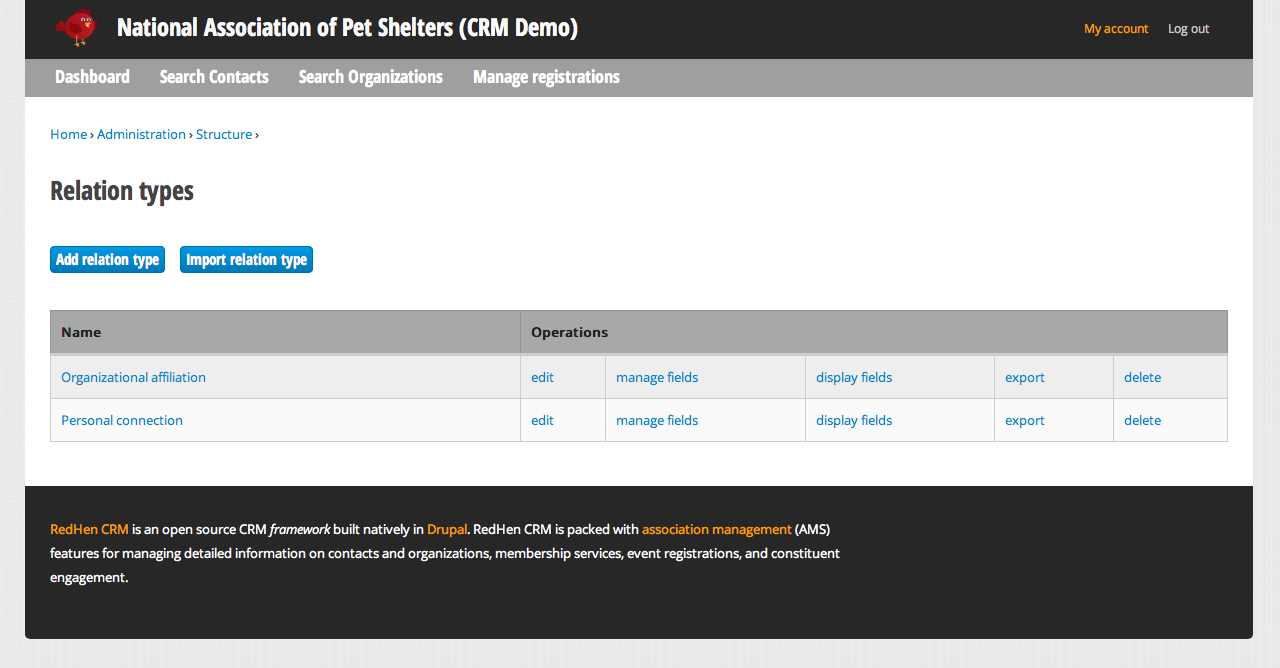 National Association of Pet Shelters (CRM Demo)
My account Log out
Dashboard Search Contacts Search Organizations Manage registrations
Home › Administration › Structure ›
Relation types
Add relation type Import relation type
Name Operations
Organizational affiliation edit manage fields display fields export delete
Personal connection edit manage fields display fields export delete
RedHen CRM is an open source CRM framework built natively in Drupal. RedHen CRM is packed with association management (AMS)
features for managing detailed information on contacts and organizations, membership services, event registrations, and constituent
engagement.